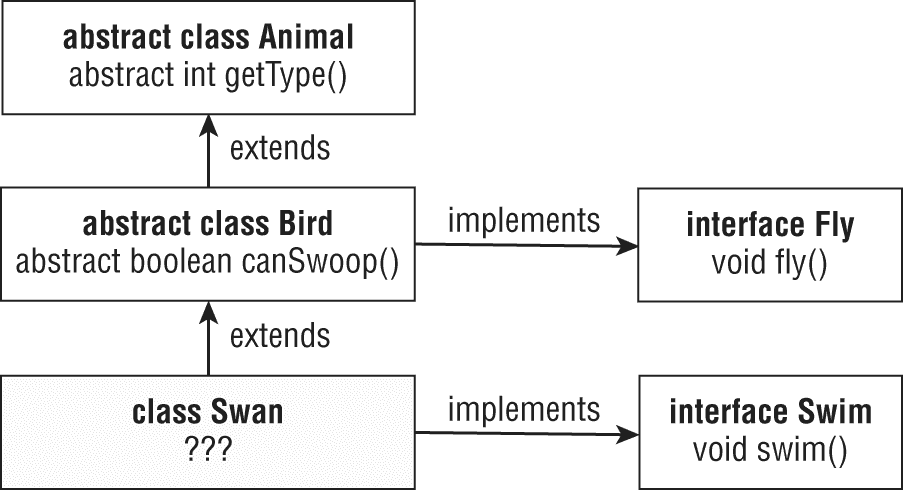 abstract class Animal
abstract int getType()
extends
abstract class Bird
abstract boolean canSwoop()
implements
interface Fly
void fly()
extends
class Swan
???
implements
interface Swim
void swim()